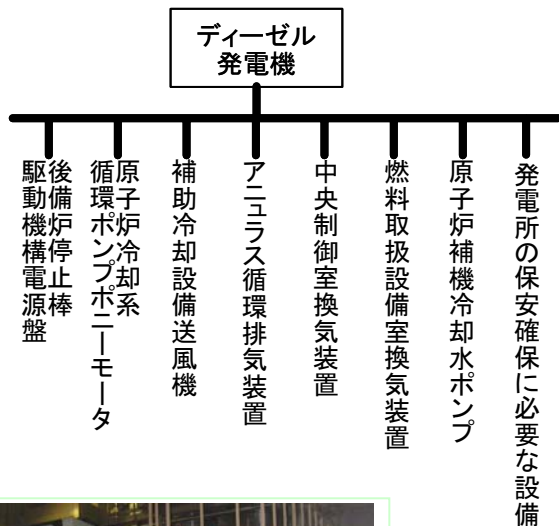 ディーゼル
発電機
後備炉停止棒
駆動機構電源盤
原子炉冷却系
循環ポンプポニーモータ
補助冷却設備送風機
アニュラス循環排気装置
中央制御室換気装置
燃料取扱設備室換気装置
原子炉補機冷却水ポンプ
発電所の保安確保に必要な設備